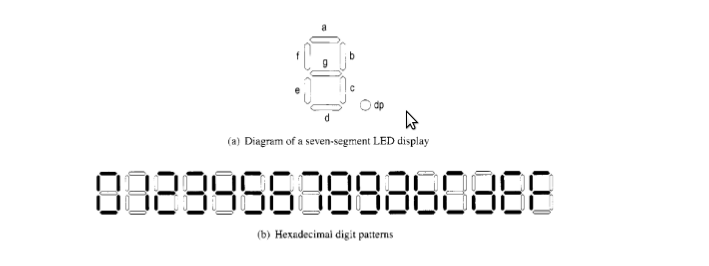 a
f b
g
e c
dp
d
(a) Diagram of a seven-segment LED display
0123456789abcdEF
(b) Hexadecimal digit patterns